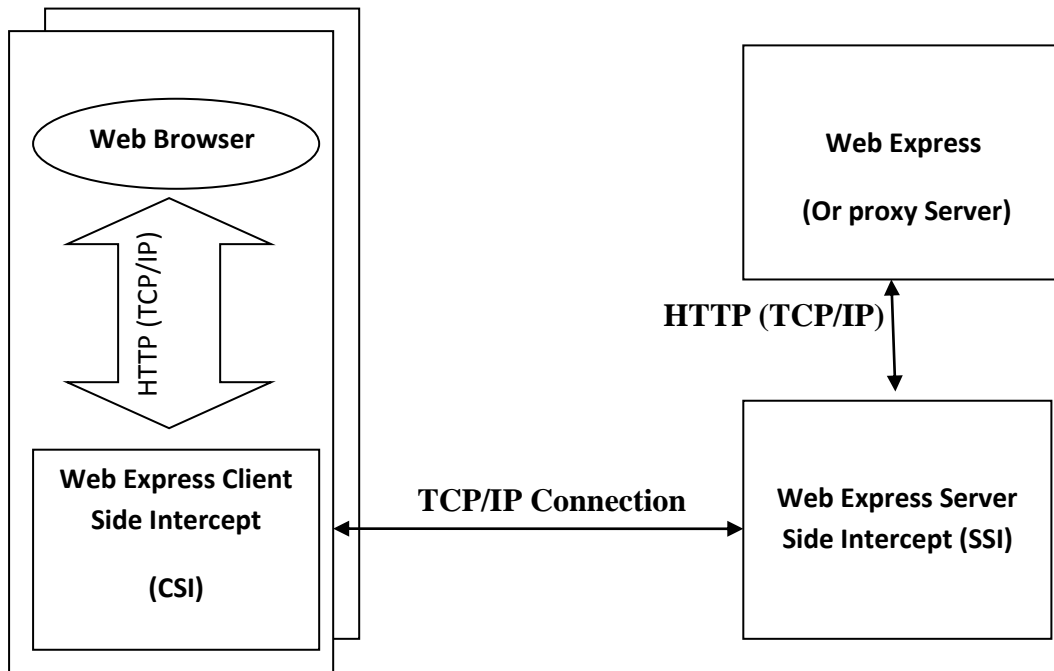 Web Browser
HTTP (TCP/IP)
Web Express Client
Side Intercept
(CSI)
TCP/IP Connection
Web Express
(Or proxy Server)
HTTP (TCP/IP)
Web Express Server
Side Intercept (SSI)